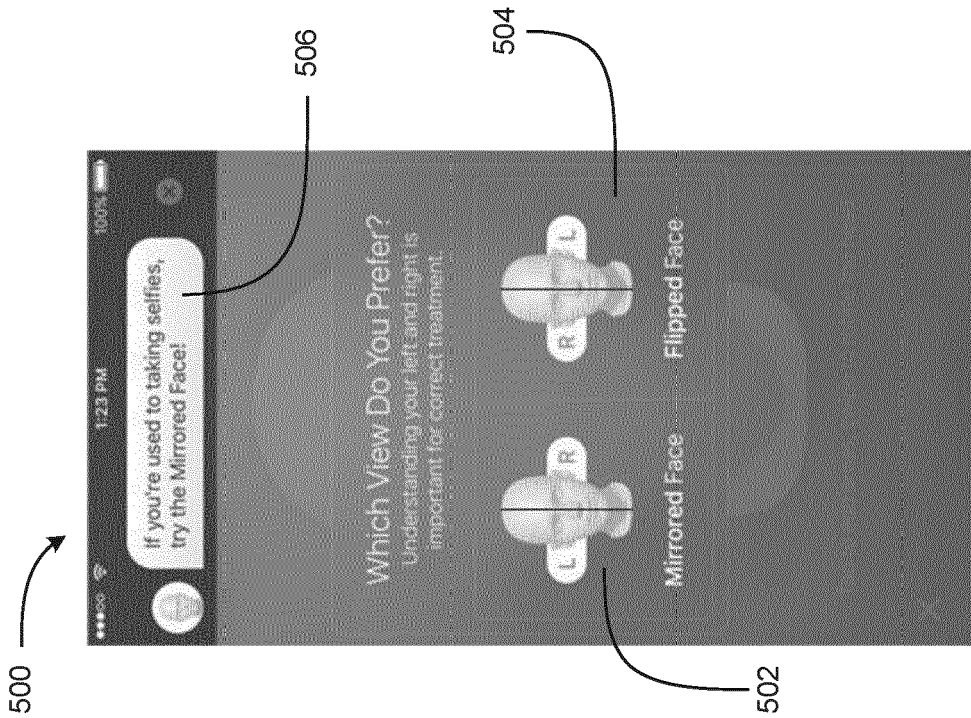 500
1:23 PM
100%
If you're used to taking selfies,
try the Mirrored Face!
506
Which View Do You Prefer?
Understanding your left and right is
important for correct treatment.
504
L R
R L
502
Mirrored Face
Flipped Face